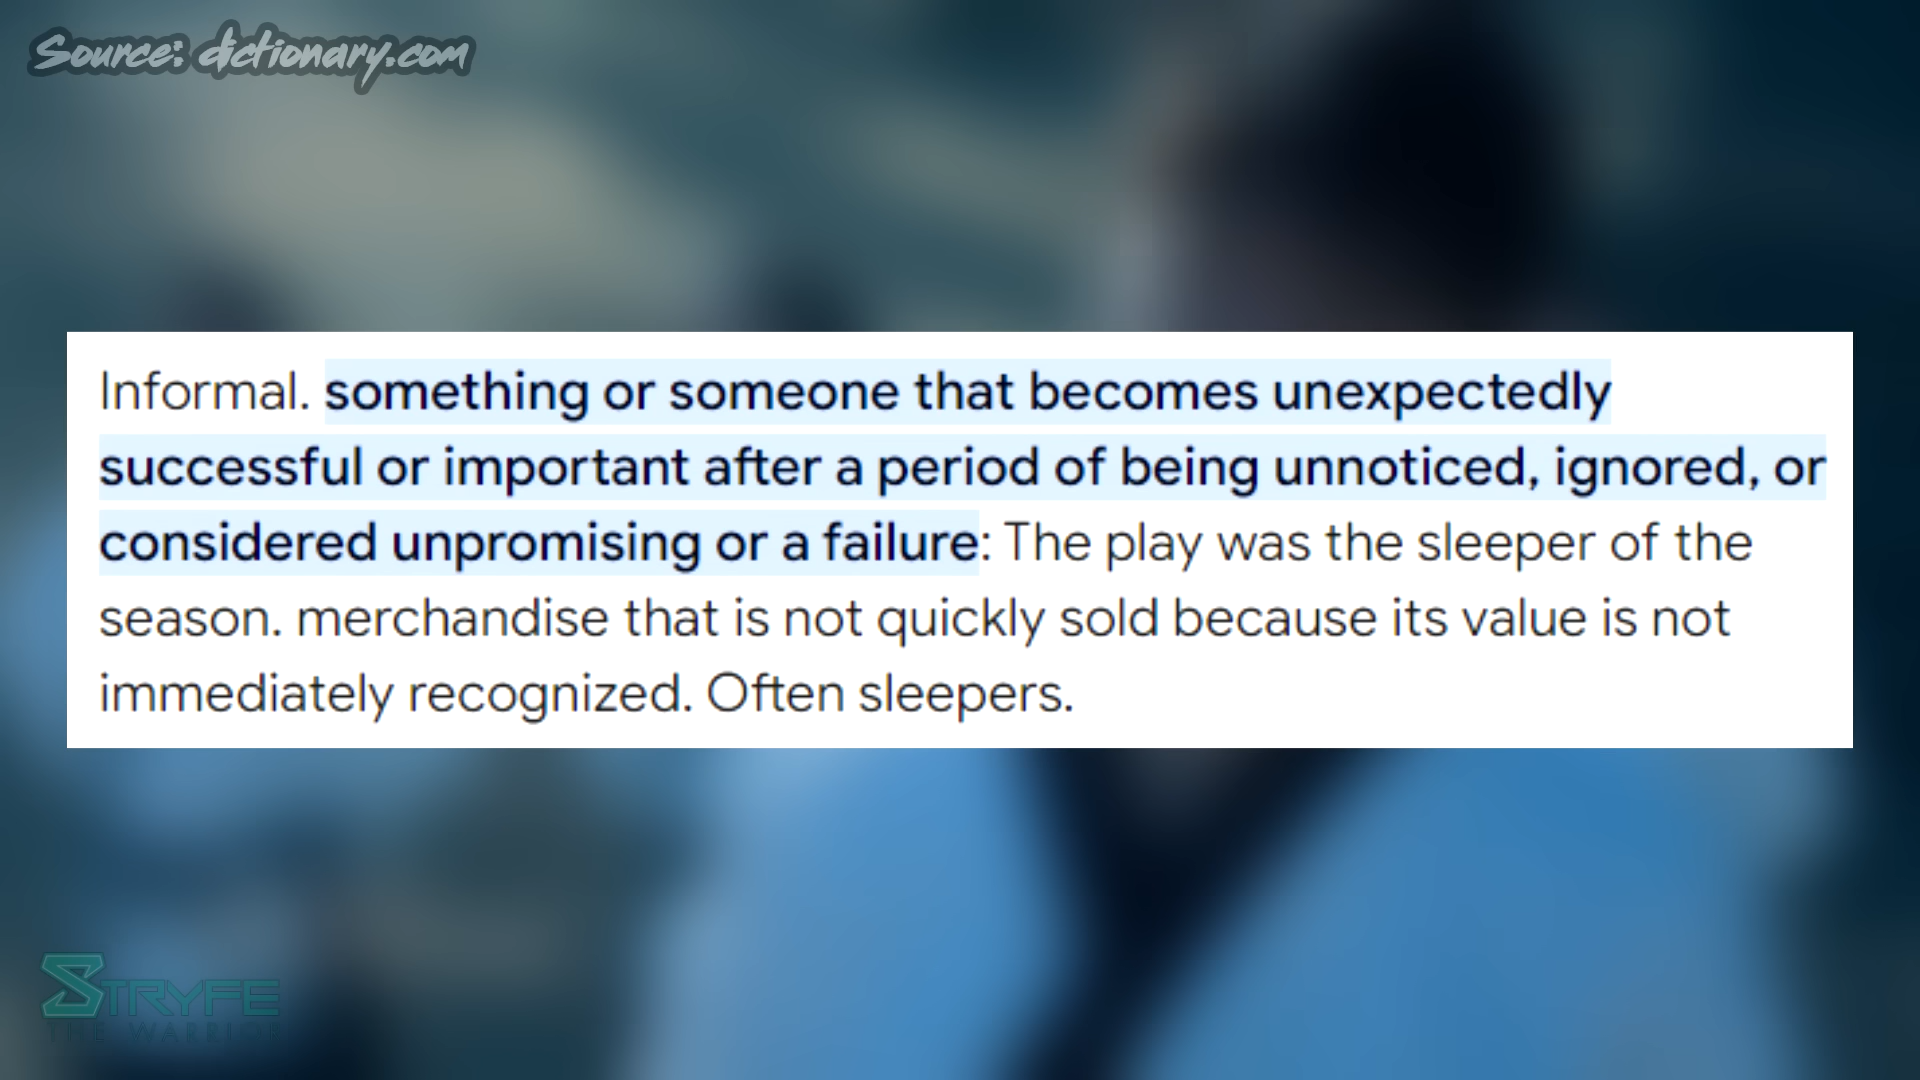 Source: dictionary.com
Informal. something or someone that becomes unexpectedly
successful or important after a period of being unnoticed, ignored, or
considered unpromising or a failure: The play was the sleeper of the
season. merchandise that is not quickly sold because its value is not
immediately recognized. Often sleepers.
STRYFE
THE WARRIOR